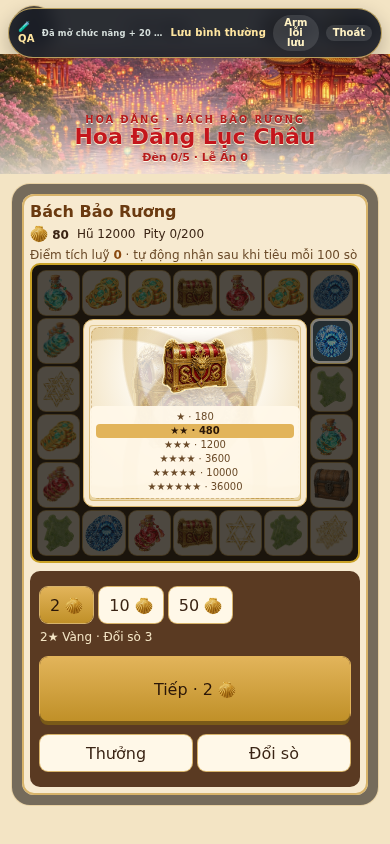 🧪 QA
Đã mở chức năng + 20 …
Lưu bình thường
Arm lỗi lưu
Thoát
HOA ĐĂNG · BÁCH BẢO RƯƠNG
Hoa Đăng Lục Châu
Đèn 0/5 · Lễ Ấn 0
Bách Bảo Rương
80 Hũ 12000 Pity 0/200
Điểm tích luỹ 0 · tự động nhận sau khi tiêu mỗi 100 sò
★ · 180
★★ · 480
★★★ · 1200
★★★★ · 3600
★★★★★ · 10000
★★★★★★ · 36000
2
10
50
2★ Vàng · Đổi sò 3
Tiếp · 2
Thưởng
Đổi sò